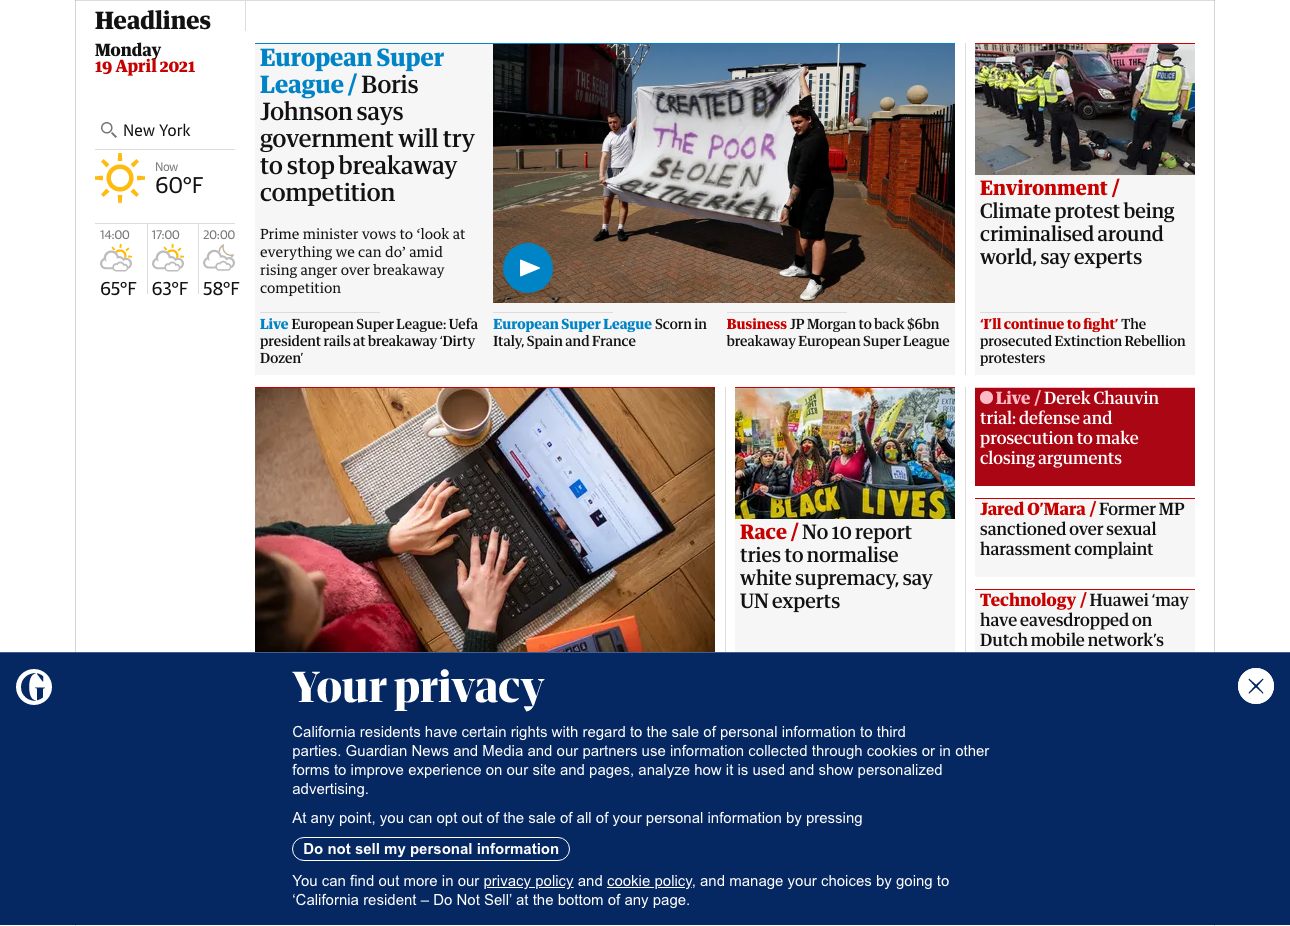 Headlines
Monday
19 April 2021
New York
Now
60°F
14:00
17:00
20:00
65°F
63°F
58°F
European Super
League / Boris
Johnson says
government will try
to stop breakaway
competition
Prime minister vows to ‘look at
everything we can do’ amid
rising anger over breakaway
competition
CREATED BY
THE POOR
STOLEN
BY THE RICH
Live European Super League: Uefa
president rails at breakaway ‘Dirty
Dozen’
European Super League Scorn in
Italy, Spain and France
Business JP Morgan to back $6bn
breakaway European Super League
POLICE
TELL THE
Environment /
Climate protest being
criminalised around
world, say experts
‘I’ll continue to fight’ The
prosecuted Extinction Rebellion
protesters
L BLACK LIVES
Race / No 10 report
tries to normalise
white supremacy, say
UN experts
Live / Derek Chauvin
trial: defense and
prosecution to make
closing arguments
Jared O’Mara / Former MP
sanctioned over sexual
harassment complaint
Technology / Huawei ‘may
have eavesdropped on
Dutch mobile network’s
Your privacy
California residents have certain rights with regard to the sale of personal information to third
parties. Guardian News and Media and our partners use information collected through cookies or in other
forms to improve experience on our site and pages, analyze how it is used and show personalized
advertising.
At any point, you can opt out of the sale of all of your personal information by pressing
Do not sell my personal information
You can find out more in our privacy policy and cookie policy, and manage your choices by going to
‘California resident – Do Not Sell’ at the bottom of any page.